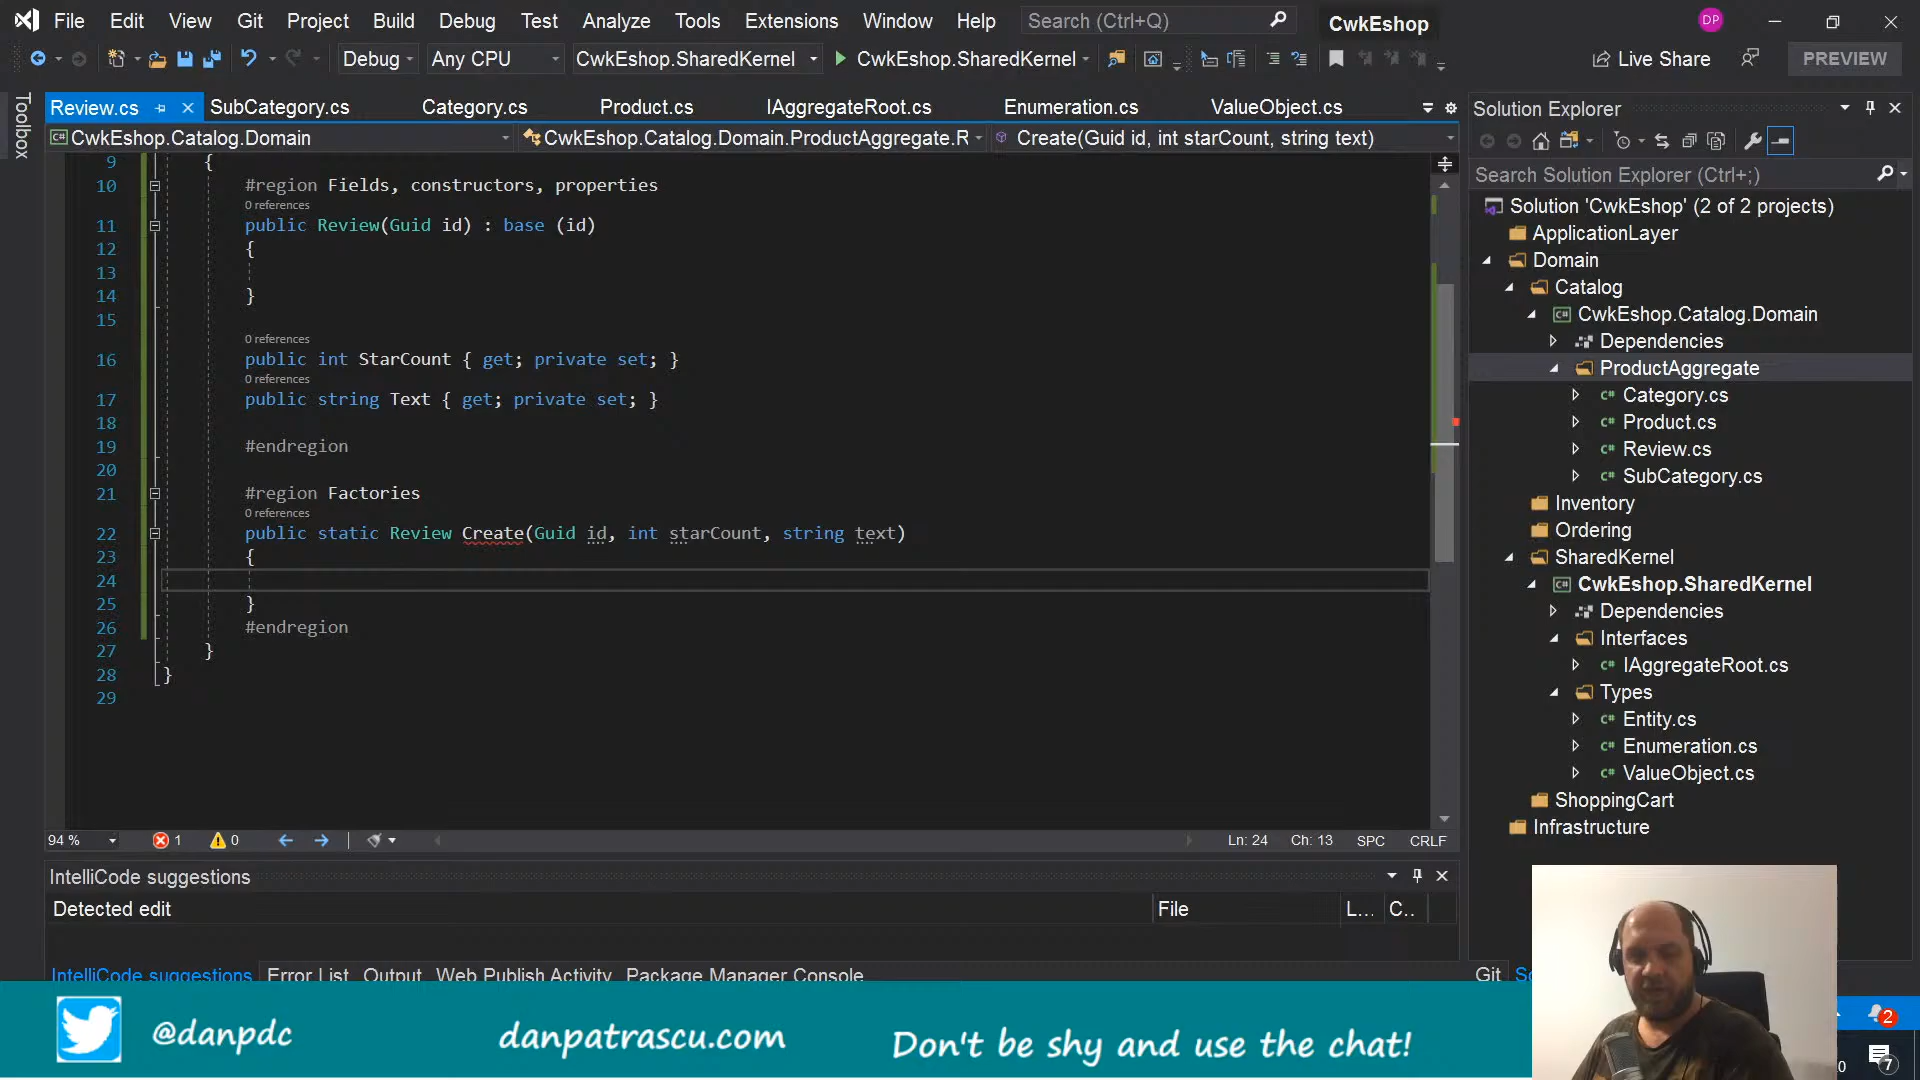 File Edit View Git Project Build Debug Test Analyze Tools Extensions Window Help Search (Ctrl+Q) CwkEshop DP
Debug Any CPU CwkEshop.SharedKernel CwkEshop.SharedKernel Live Share PREVIEW
Toolbox
Review.cs SubCategory.cs Category.cs Product.cs IAggregateRoot.cs Enumeration.cs ValueObject.cs
CwkEshop.Catalog.Domain CwkEshop.Catalog.Domain.ProductAggregate.R Create(Guid id, int starCount, string text)
9 {
10 #region Fields, constructors, properties
0 references
11 public Review(Guid id) : base (id)
12 {
13
14 }
15
0 references
16 public int StarCount { get; private set; }
0 references
17 public string Text { get; private set; }
18
19 #endregion
20
21 #region Factories
0 references
22 public static Review Create(Guid id, int starCount, string text)
23 {
24
25 }
26 #endregion
27 }
28 }
29
94 % 1 0 Ln: 24 Ch: 13 SPC CRLF
IntelliCode suggestions
Detected edit File L... C..
IntelliCode suggestions Error List Output Web Publish Activity Package Manager Console
Solution Explorer
Search Solution Explorer (Ctrl+;)
Solution 'CwkEshop' (2 of 2 projects)
ApplicationLayer
Domain
Catalog
CwkEshop.Catalog.Domain
Dependencies
ProductAggregate
Category.cs
Product.cs
Review.cs
SubCategory.cs
Inventory
Ordering
SharedKernel
CwkEshop.SharedKernel
Dependencies
Interfaces
IAggregateRoot.cs
Types
Entity.cs
Enumeration.cs
ValueObject.cs
ShoppingCart
Infrastructure
Git
@danpdc danpatrascu.com Don't be shy and use the chat!
2
7